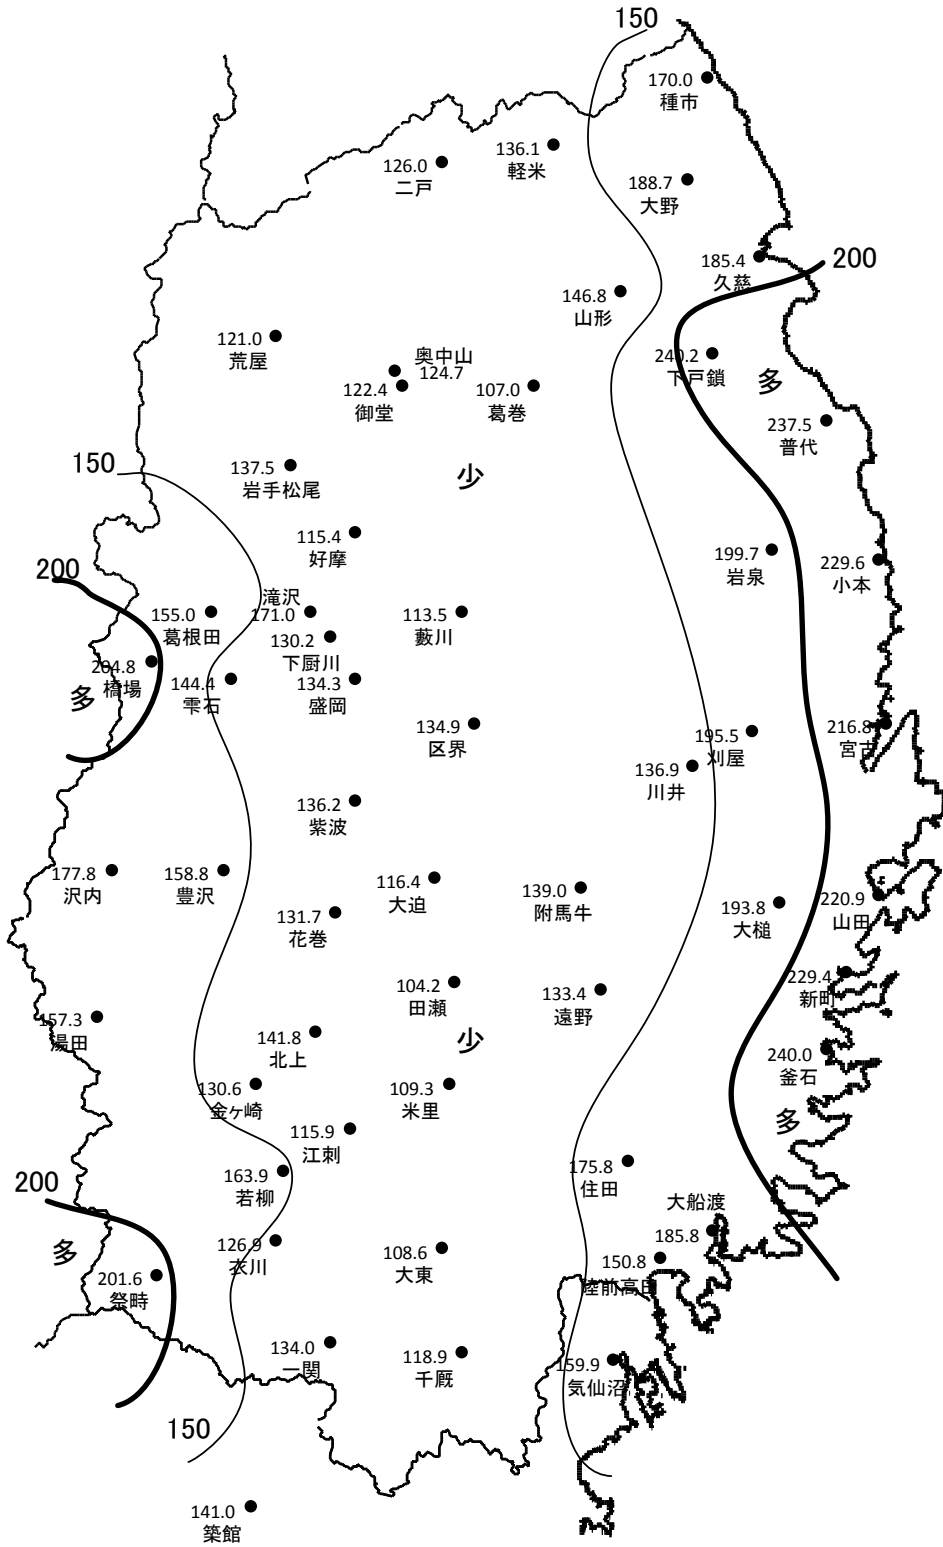 150
170.0
種市
136.1
軽米
126.0
二戸
188.7
大野
185.4
久慈
200
146.8
山形
121.0
荒屋
奥中山
124.7
122.4
御堂
107.0
葛巻
240.2
下戸鎖
多
237.5
普代
150
137.5
岩手松尾
少
115.4
好摩
199.7
岩泉
229.6
小本
200
155.0
葛根田
滝沢
171.0
130.2
下厨川
113.5
藪川
204.8
橋場
多
144.4
雫石
134.3
盛岡
134.9
区界
195.5
刈屋
216.8
宮古
136.9
川井
136.2
紫波
177.8
沢内
158.8
豊沢
116.4
大迫
139.0
附馬牛
131.7
花巻
193.8
大槌
220.9
山田
104.2
田瀬
133.4
遠野
229.4
新町
157.3
湯田
141.8
北上
少
240.0
釜石
130.6
金ヶ崎
109.3
米里
115.9
江刺
多
163.9
若柳
175.8
住田
200
大船渡
185.8
多
126.9
衣川
108.6
大東
150.8
陸前高田
201.6
祭畤
134.0
一関
118.9
千厩
159.9
気仙沼
150
141.0
築館